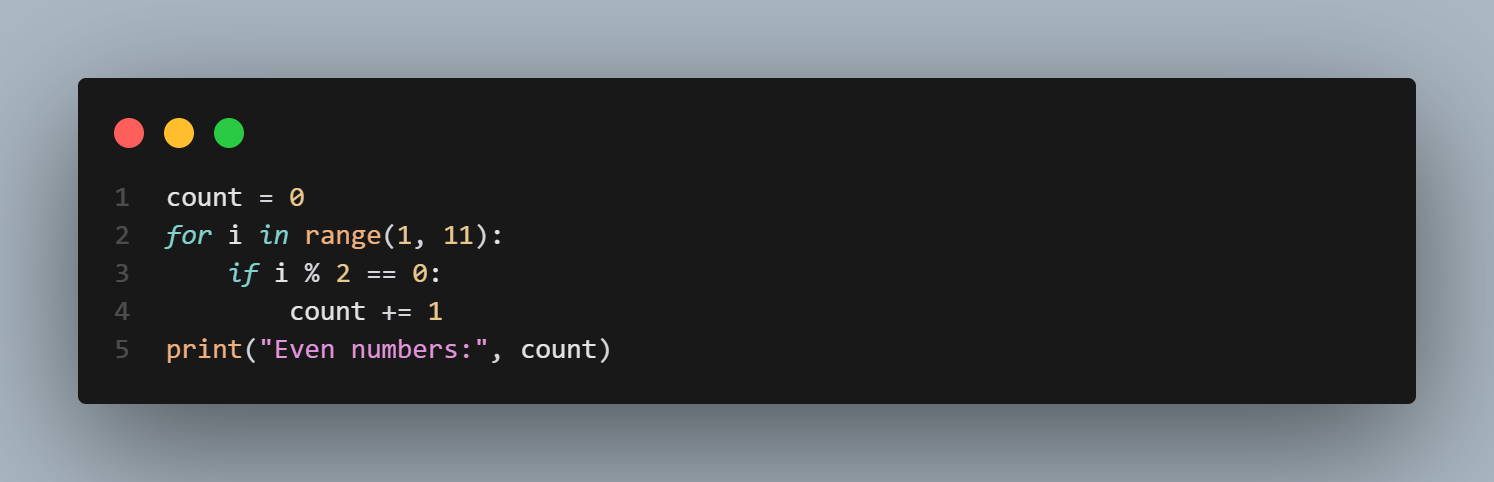 1 count = 0
2 for i in range(1, 11):
3     if i % 2 == 0:
4         count += 1
5 print("Even numbers:", count)